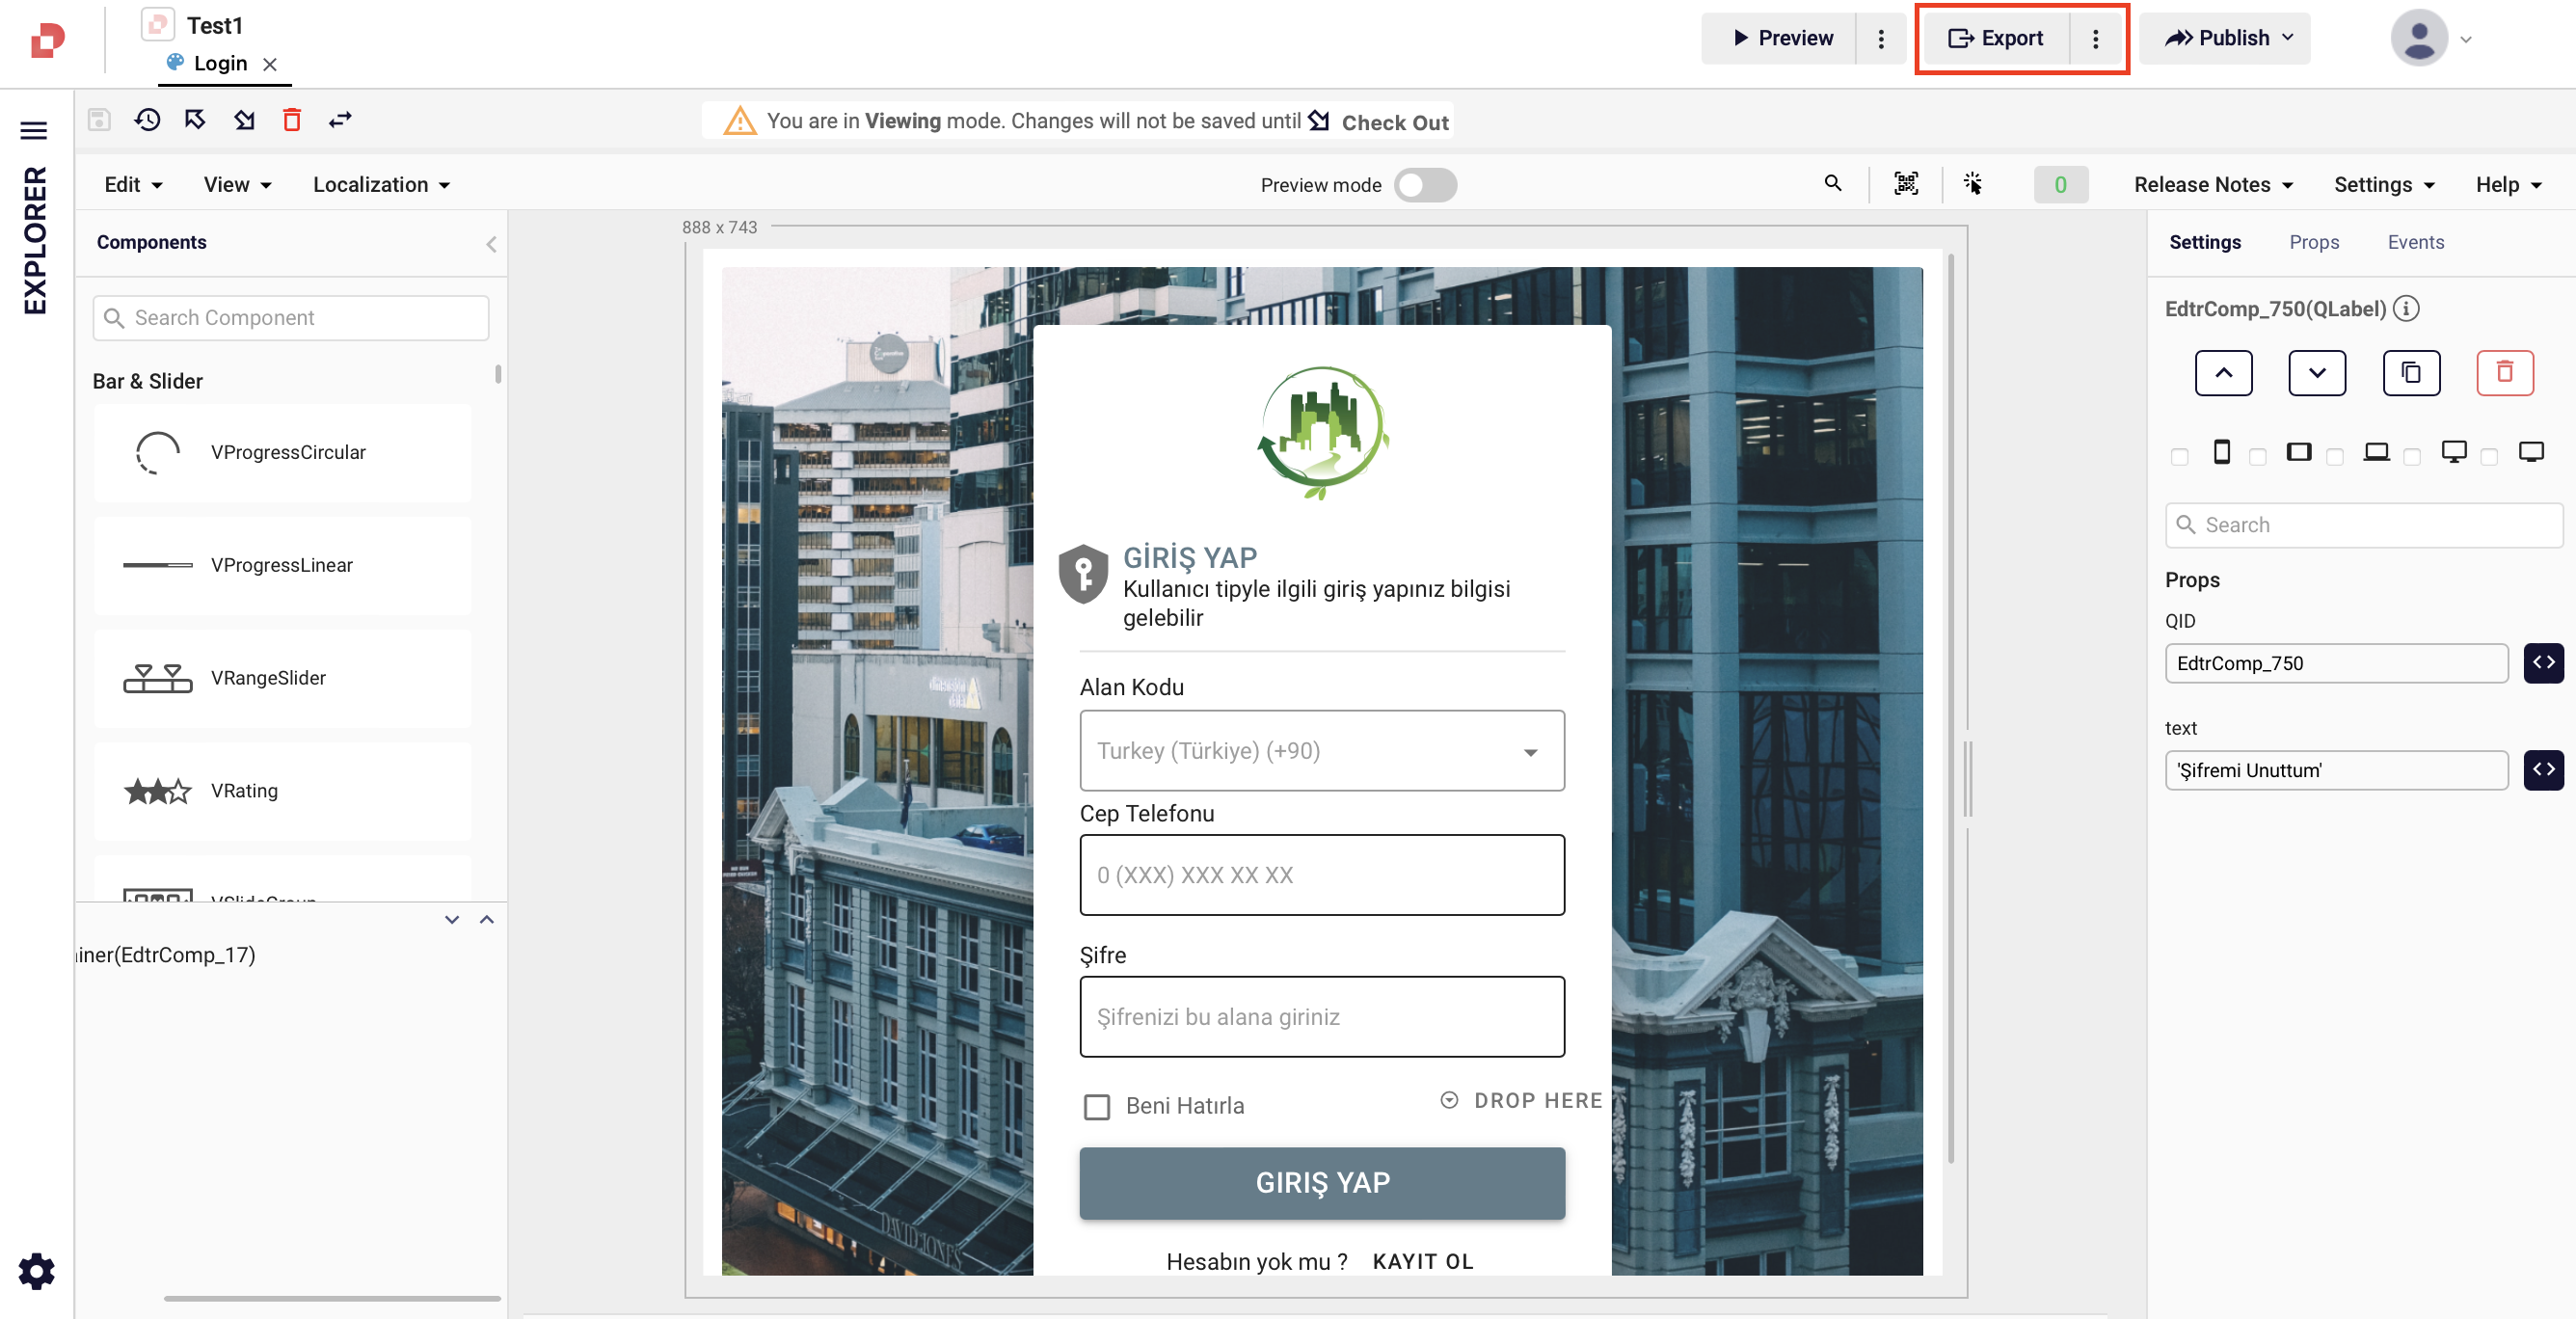 Test1
Login
Preview
Export
Publish
You are in Viewing mode. Changes will not be saved until Check Out
EXPLORER
Edit
View
Localization
Preview mode
0
Release Notes
Settings
Help
Components
Search Component
Bar & Slider
VProgressCircular
VProgressLinear
VRangeSlider
VRating
iner(EdtrComp_17)
888 x 743
GİRİŞ YAP
Kullanıcı tipyle ilgili giriş yapınız bilgisi
gelebilir
Alan Kodu
Turkey (Türkiye) (+90)
Cep Telefonu
0 (XXX) XXX XX XX
Şifre
Şifrenizi bu alana giriniz
Beni Hatırla
DROP HERE
GIRIŞ YAP
Hesabın yok mu ?
KAYIT OL
DAVID JONES
Settings
Props
Events
EdtrComp_750(QLabel)
Search
Props
QID
EdtrComp_750
text
'Şifremi Unuttum'